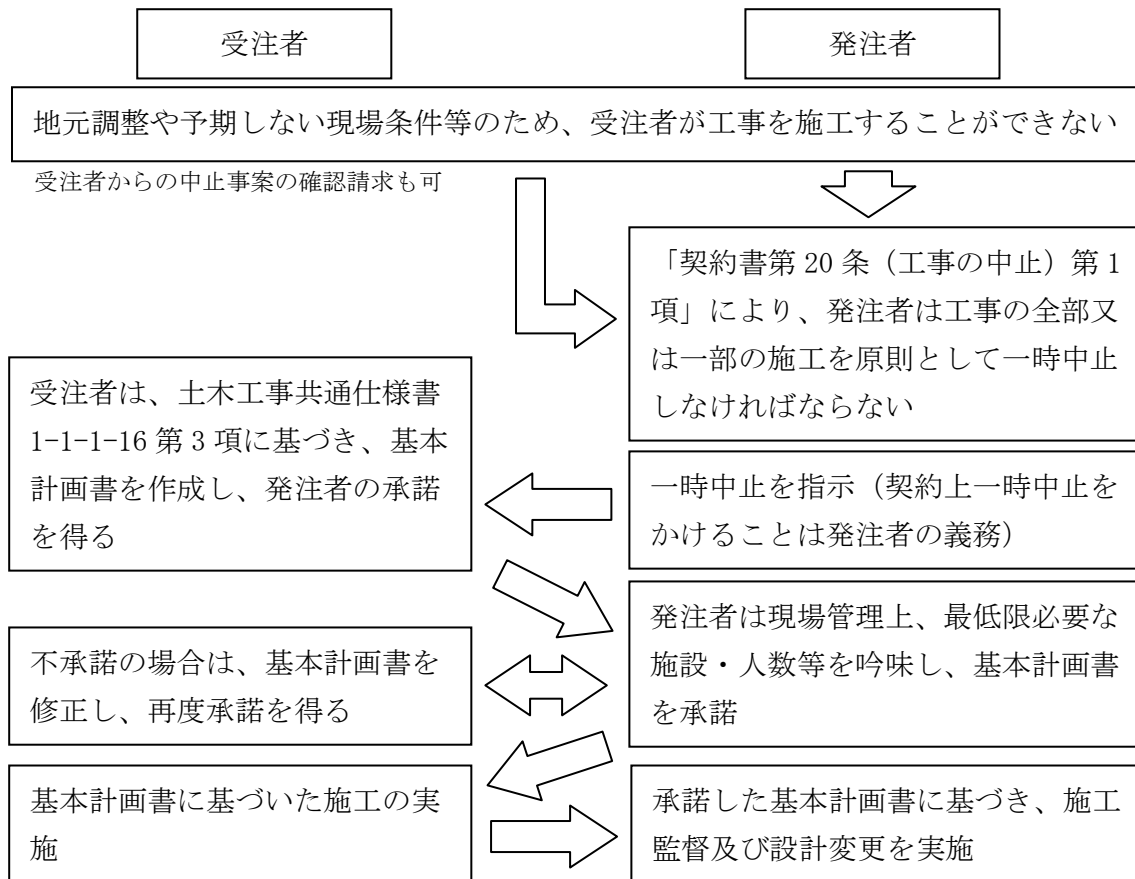 受注者
発注者
地元調整や予期しない現場条件等のため、受注者が工事を施工することができない
受注者からの中止事案の確認請求も可
「契約書第 20 条（工事の中止）第 1
項」により、発注者は工事の全部又
は一部の施工を原則として一時中止
しなければならない
受注者は、土木工事共通仕様書
1-1-1-16 第 3 項に基づき、基本
計画書を作成し、発注者の承諾
を得る
一時中止を指示（契約上一時中止を
かけることは発注者の義務）
発注者は現場管理上、最低限必要な
施設・人数等を吟味し、基本計画書
を承諾
不承諾の場合は、基本計画書を
修正し、再度承諾を得る
基本計画書に基づいた施工の実
施
承諾した基本計画書に基づき、施工
監督及び設計変更を実施